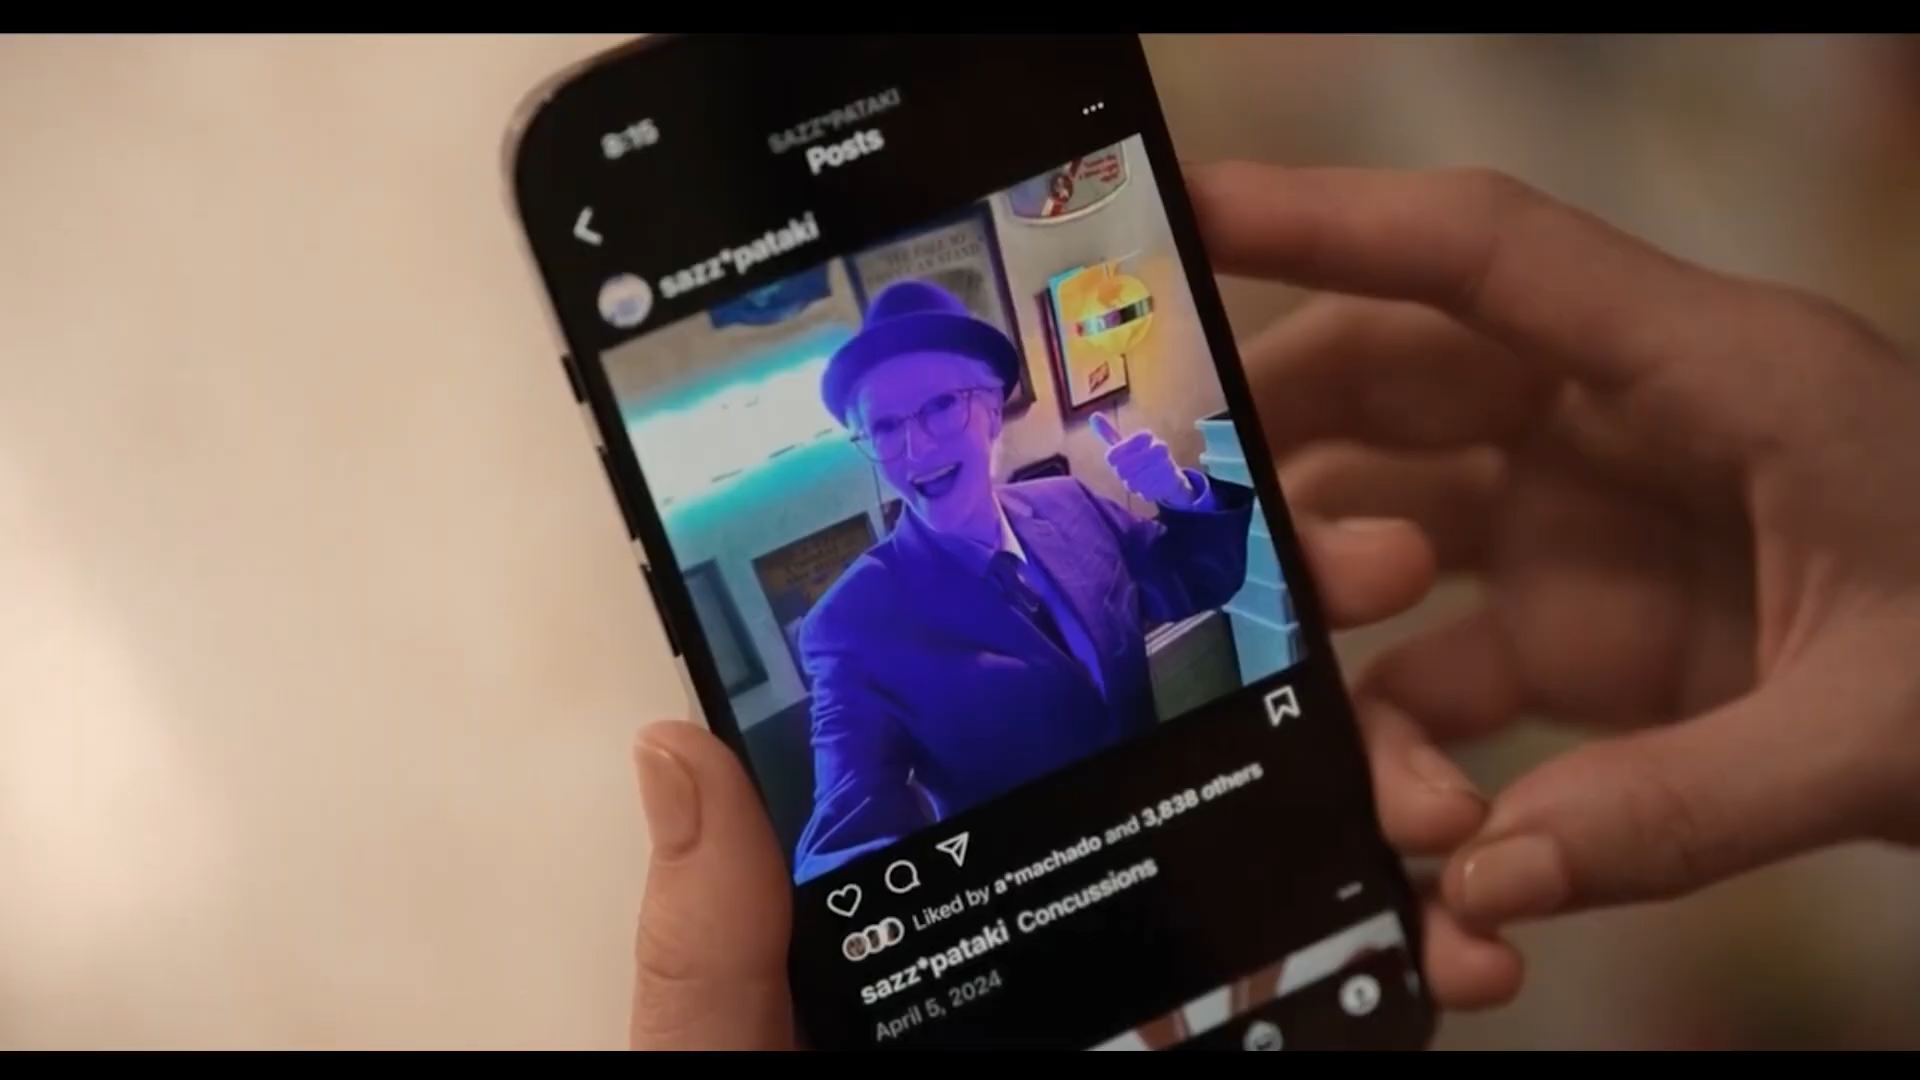 8:15
SAZZ*PATAKI
Posts
sazz*pataki
Liked by a*machado and 3,838 others
sazz*pataki Concussions
April 5, 2024